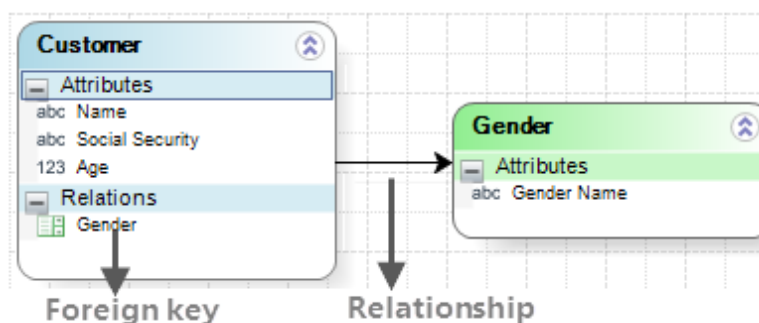 Customer
Attributes
abc Name
abc Social Security
123 Age
Relations
Gender
Gender
Attributes
abc Gender Name
Foreign key
Relationship